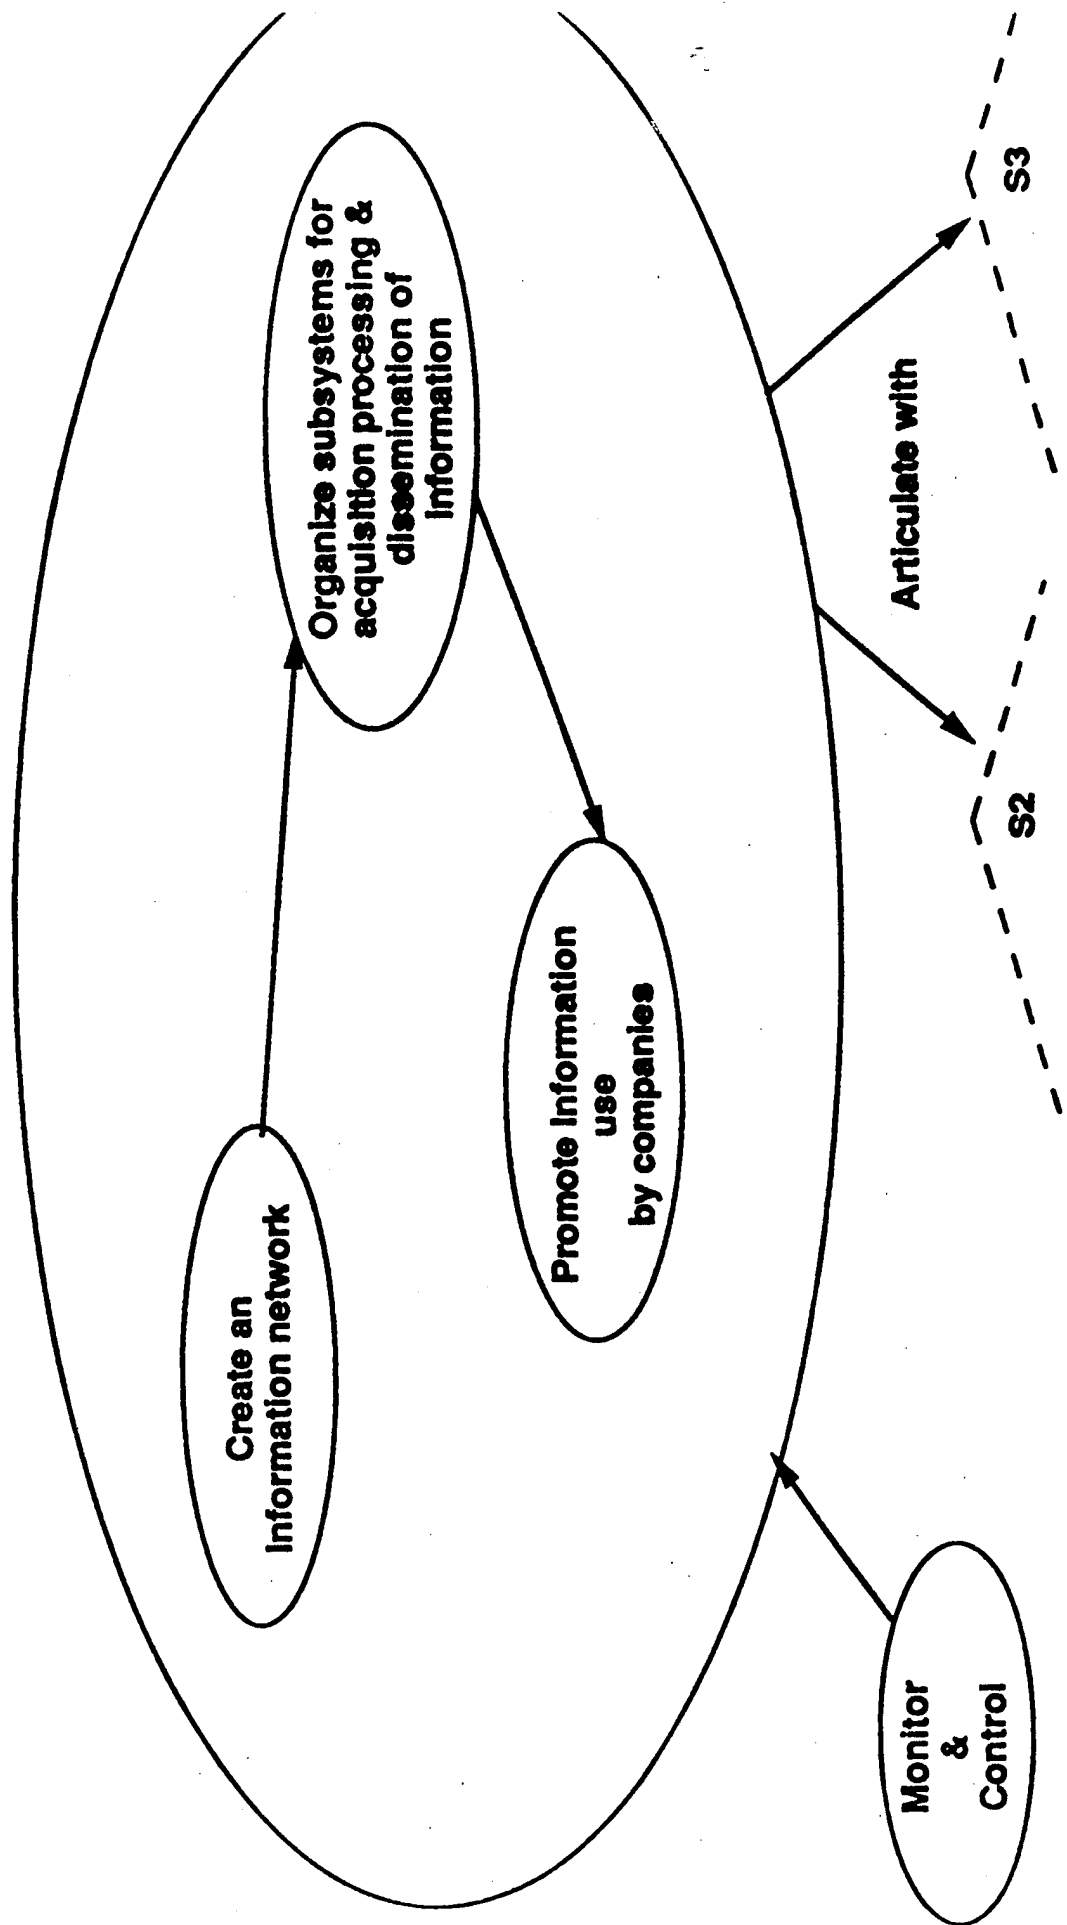 Create an
Information network
Organize subsystems for
acquisition processing &
dissemination of
Information
Promote Information
use
by companies
Monitor
&
Control
Articulate with
S2
S3